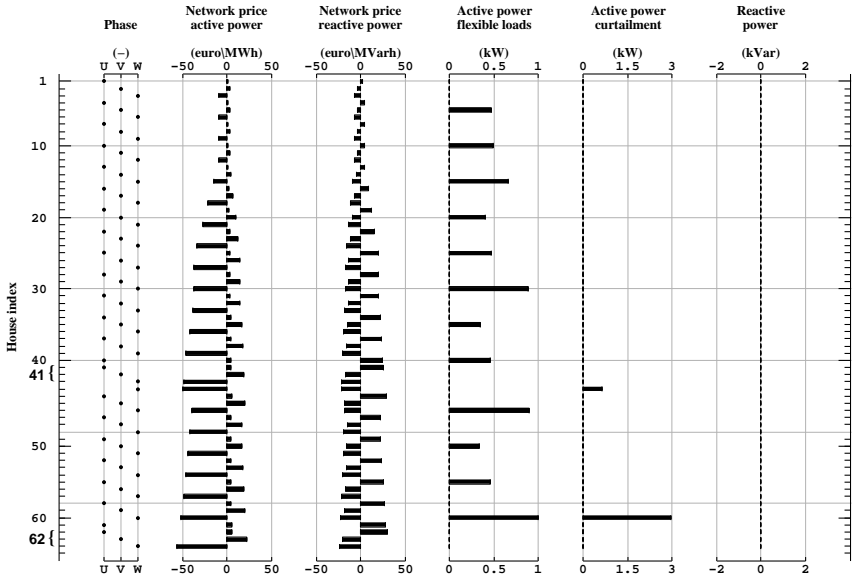 Phase
Network price
active power
Network price
reactive power
Active power
flexible loads
Active power
curtailment
Reactive
power
(−) (euro\MWh) (euro\MVarh) (kW) (kW) (kVar)
U V W −50 0 50 −50 0 50 0 0.5 1 0 1.5 3 −2 0 2
1
10
20
30
House index
40
41 {
50
60
62 {
U V W −50 0 50 −50 0 50 0 0.5 1 0 1.5 3 −2 0 2